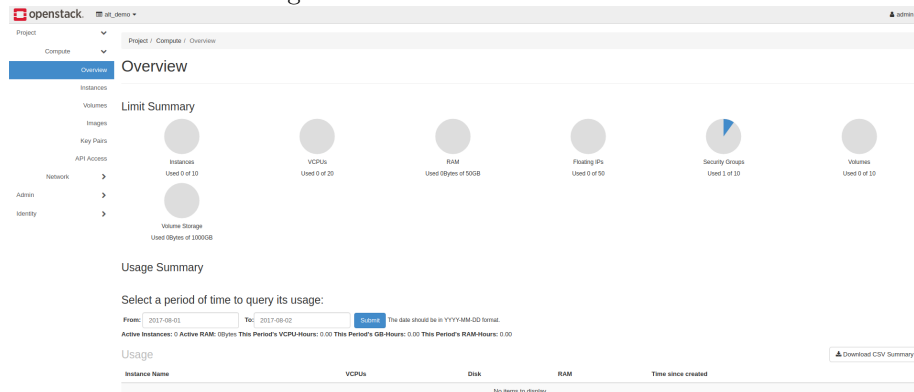 openstack. alt_demo admin
Project
Compute
Overview
Instances
Volumes
Images
Key Pairs
API Access
Network
Admin
Identity
Project / Compute / Overview
Overview
Limit Summary
Instances
Used 0 of 10
VCPUs
Used 0 of 20
RAM
Used 0Bytes of 50GB
Floating IPs
Used 0 of 50
Security Groups
Used 1 of 10
Volumes
Used 0 of 10
Volume Storage
Used 0Bytes of 1000GB
Usage Summary
Select a period of time to query its usage:
From: 2017-08-01 To: 2017-08-02 Submit The date should be in YYYY-MM-DD format.
Active Instances: 0 Active RAM: 0Bytes This Period's VCPU-Hours: 0.00 This Period's GB-Hours: 0.00 This Period's RAM-Hours: 0.00
Usage Download CSV Summary
Instance Name VCPUs Disk RAM Time since created
No items to display